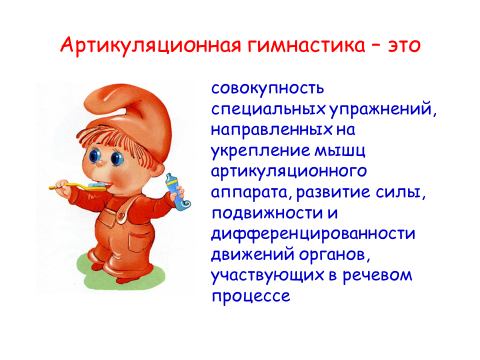 Артикуляционная гимнастика – это
совокупность
специальных упражнений,
направленных на
укрепление мышц
артикуляционного
аппарата, развитие силы,
подвижности и
дифференцированности
движений органов,
участвующих в речевом
процессе